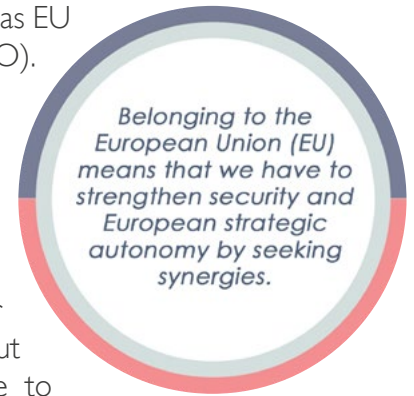 as EU
O).
Belonging to the
European Union (EU)
means that we have to
strengthen security and
European strategic
autonomy by seeking
synergies.
ut
e to